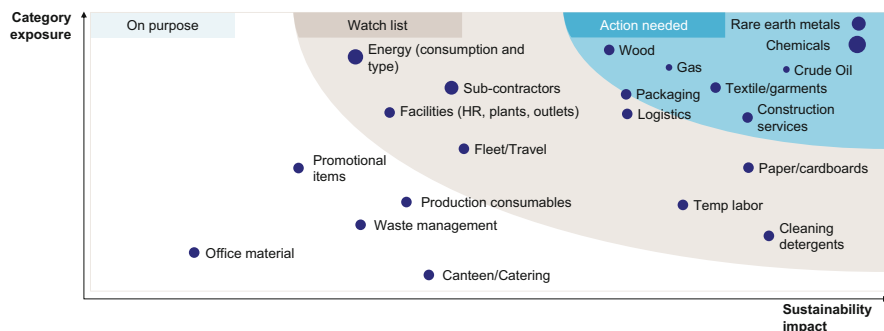 Category
exposure
On purpose
Watch list
Action needed
Rare earth metals
Chemicals
Energy (consumption and
type)
Wood
Gas
Crude Oil
Sub-contractors
Packaging
Textile/garments
Facilities (HR, plants, outlets)
Logistics
Construction
services
Fleet/Travel
Promotional
items
Paper/cardboards
Production consumables
Temp labor
Waste management
Cleaning
detergents
Office material
Canteen/Catering
Sustainability
impact